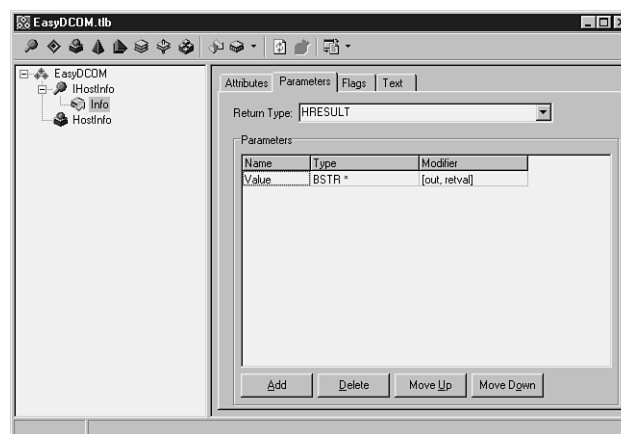 EasyDCOM.tlb
EasyDCOM
IHostInfo
Info
HostInfo
Attributes Parameters Flags Text
Return Type: HRESULT
Parameters
Name Type Modifier
Value BSTR * [out, retval]
Add Delete Move Up Move Down